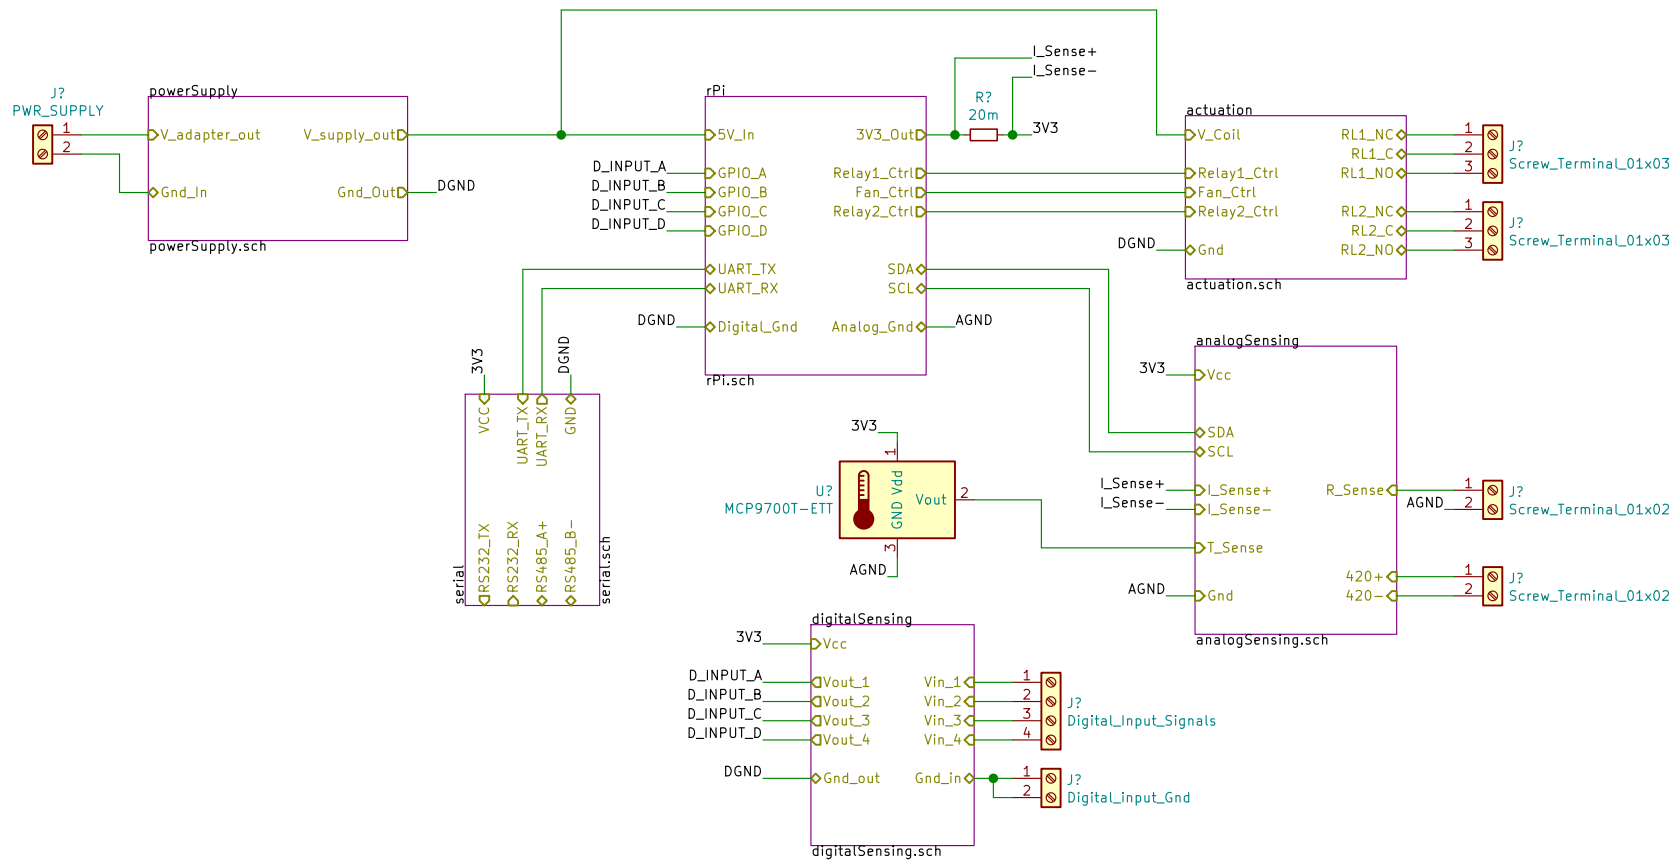 J?
PWR_SUPPLY
1
2
powerSupply
V_adapter_out
V_supply_out
Gnd_In
Gnd_Out
DGND
powerSupply.sch
rPi
5V_In
3V3_Out
D_INPUT_A
GPIO_A
Relay1_Ctrl
D_INPUT_B
GPIO_B
Fan_Ctrl
D_INPUT_C
GPIO_C
Relay2_Ctrl
D_INPUT_D
GPIO_D
UART_TX
SDA
UART_RX
SCL
DGND
Digital_Gnd
Analog_Gnd
AGND
rPi.sch
I_Sense+
I_Sense-
R?
20m
3V3
actuation
V_Coil
RL1_NC
RL1_C
Relay1_Ctrl
RL1_NO
Fan_Ctrl
Relay2_Ctrl
RL2_NC
RL2_C
DGND
Gnd
RL2_NO
actuation.sch
1
2
3
J?
Screw_Terminal_01x03
1
2
3
J?
Screw_Terminal_01x03
3V3
DGND
VCC
UART_TX
UART_RX
GND
RS232_TX
RS232_RX
RS485_A+
RS485_B-
serial
serial.sch
3V3
1
U?
MCP9700T-ETT
GND
Vdd
Vout
2
3
AGND
analogSensing
3V3
Vcc
SDA
SCL
I_Sense+
I_Sense+
R_Sense
I_Sense-
I_Sense-
AGND
T_Sense
420+
AGND
Gnd
420-
analogSensing.sch
1
2
J?
Screw_Terminal_01x02
1
2
J?
Screw_Terminal_01x02
digitalSensing
3V3
Vcc
D_INPUT_A
Vout_1
Vin_1
D_INPUT_B
Vout_2
Vin_2
D_INPUT_C
Vout_3
Vin_3
D_INPUT_D
Vout_4
Vin_4
DGND
Gnd_out
Gnd_in
digitalSensing.sch
1
2
3
4
J?
Digital_Input_Signals
1
2
J?
Digital_input_Gnd